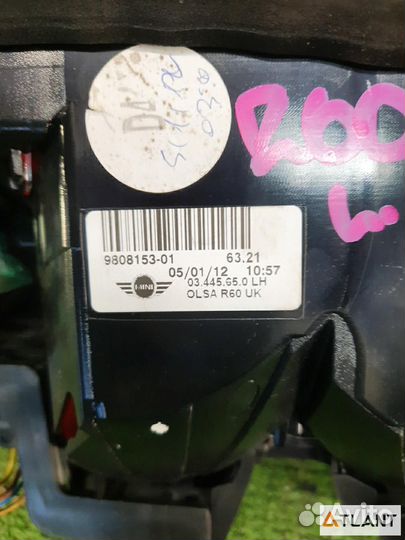 R60
L
9808153-01 63.21
05/01/12 10:57
03.445.65.0 LH
MINI OLSA R60 UK
Avito
ATLANT